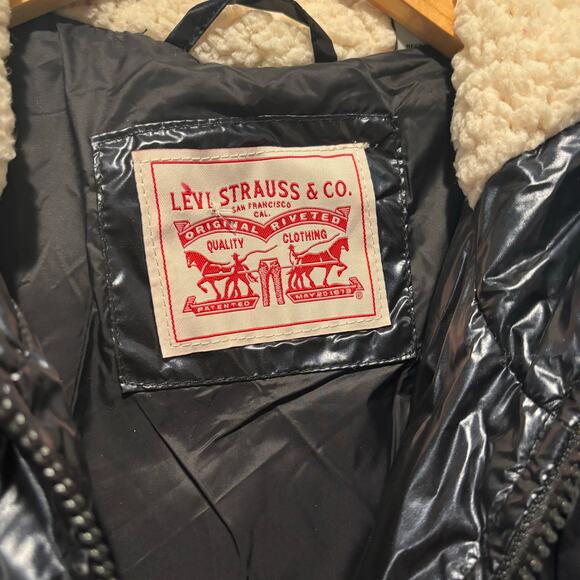 LEVI STRAUSS & CO.
SAN FRANCISCO
CAL.
ORIGINAL RIVETED
QUALITY CLOTHING
PATENTED MAY 20 1873
®